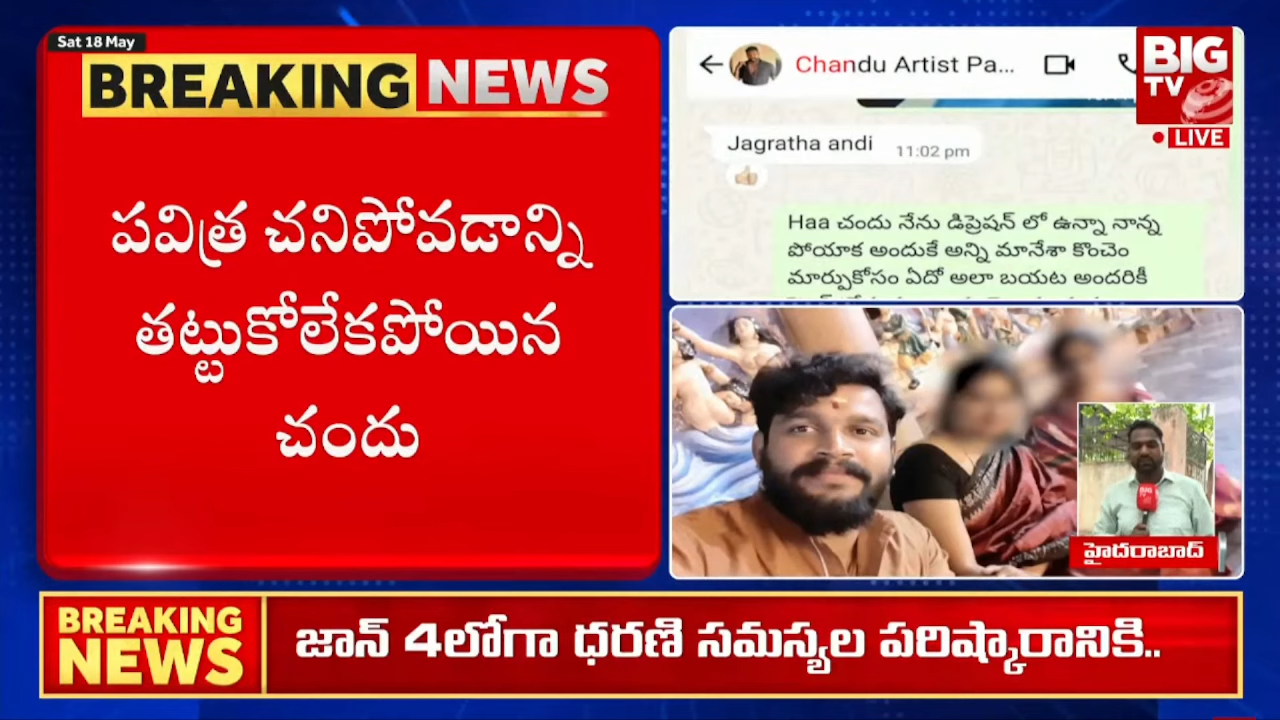 Sat 18 May
BREAKING NEWS
పవిత్ర చనిపోవడాన్ని
తట్టుకోలేకపోయిన
చందు
Chandu Artist Pa...
Jagratha andi 11:02 pm
Haa చందు నేను డిప్రెషన్ లో ఉన్నా నాన్న
పోయాక అందుకే అన్ని మానేశా కొంచెం
మార్పుకోసం ఏదో అలా బయట అందరికీ
BIG
TV
LIVE
BIG
హైదరాబాద్
BREAKING
NEWS
జాన్ 4లోగా ధరణి సమస్యల పరిష్కారానికి..